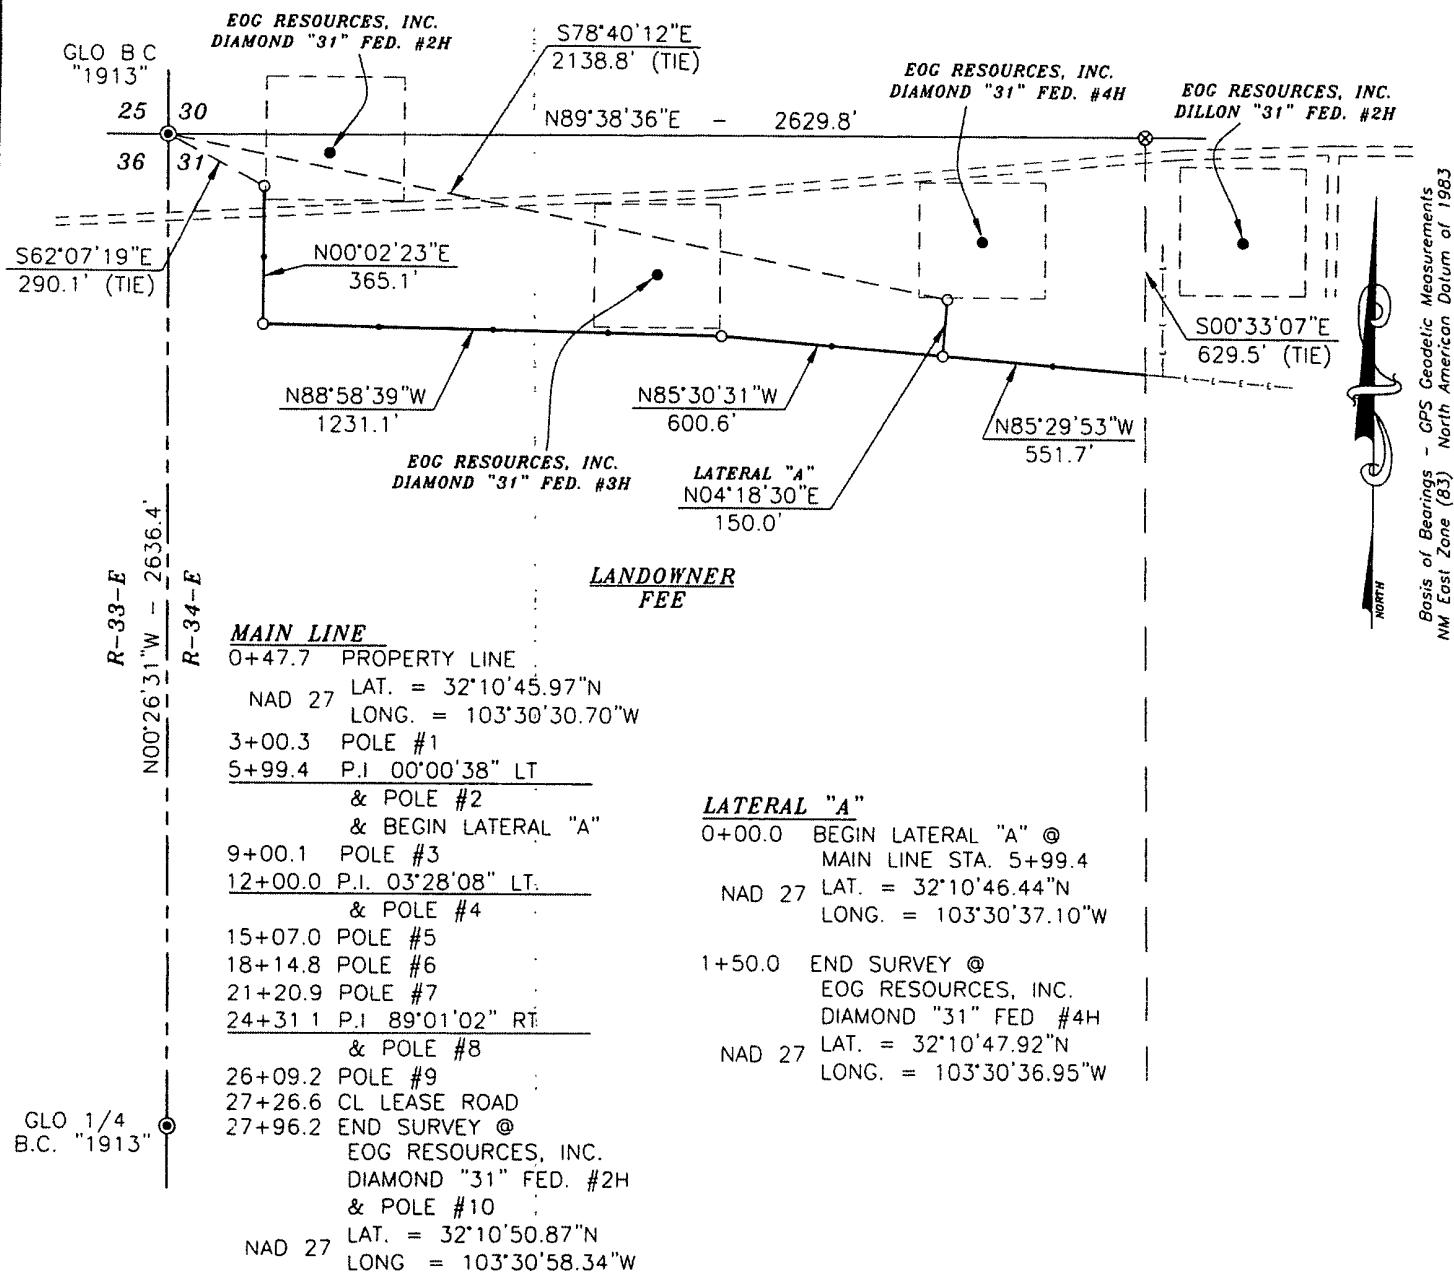 EOG RESOURCES, INC.
DIAMOND "31" FED. #2H
GLO B C
"1913"
S78°40'12"E
2138.8' (TIE)
EOG RESOURCES, INC.
DIAMOND "31" FED. #4H
EOG RESOURCES, INC.
DILLON "31" FED. #2H
25 30
36 31
N89°38'36"E - 2629.8'
S62°07'19"E
290.1' (TIE)
N00°02'23"E
365.1'
S00°33'07"E
629.5' (TIE)
N88°58'39"W
1231.1'
N85°30'31"W
600.6'
N85°29'53"W
551.7'
EOG RESOURCES, INC.
DIAMOND "31" FED. #3H
LATERAL "A"
N04°18'30"E
150.0'
NORTH
Basis of Bearings - GPS Geodetic Measurements
NM East Zone (83) - North American Datum of 1983
R-33-E
N00°26'31"W - 2636.4'
R-34-E
LANDOWNER
FEE
MAIN LINE
0+47.7 PROPERTY LINE
NAD 27
LAT. = 32°10'45.97"N
LONG. = 103°30'30.70"W
3+00.3 POLE #1
5+99.4 P.I 00°00'38" LT
& POLE #2
& BEGIN LATERAL "A"
9+00.1 POLE #3
12+00.0 P.I. 03°28'08" LT.
& POLE #4
15+07.0 POLE #5
18+14.8 POLE #6
21+20.9 POLE #7
24+31 1 P.I 89°01'02" RT
& POLE #8
26+09.2 POLE #9
27+26.6 CL LEASE ROAD
27+96.2 END SURVEY @
EOG RESOURCES, INC.
DIAMOND "31" FED. #2H
& POLE #10
NAD 27
LAT. = 32°10'50.87"N
LONG = 103°30'58.34"W
GLO 1/4
B.C. "1913"
LATERAL "A"
0+00.0 BEGIN LATERAL "A" @
MAIN LINE STA. 5+99.4
NAD 27
LAT. = 32°10'46.44"N
LONG. = 103°30'37.10"W
1+50.0 END SURVEY @
EOG RESOURCES, INC.
DIAMOND "31" FED #4H
NAD 27
LAT. = 32°10'47.92"N
LONG. = 103°30'36.95"W